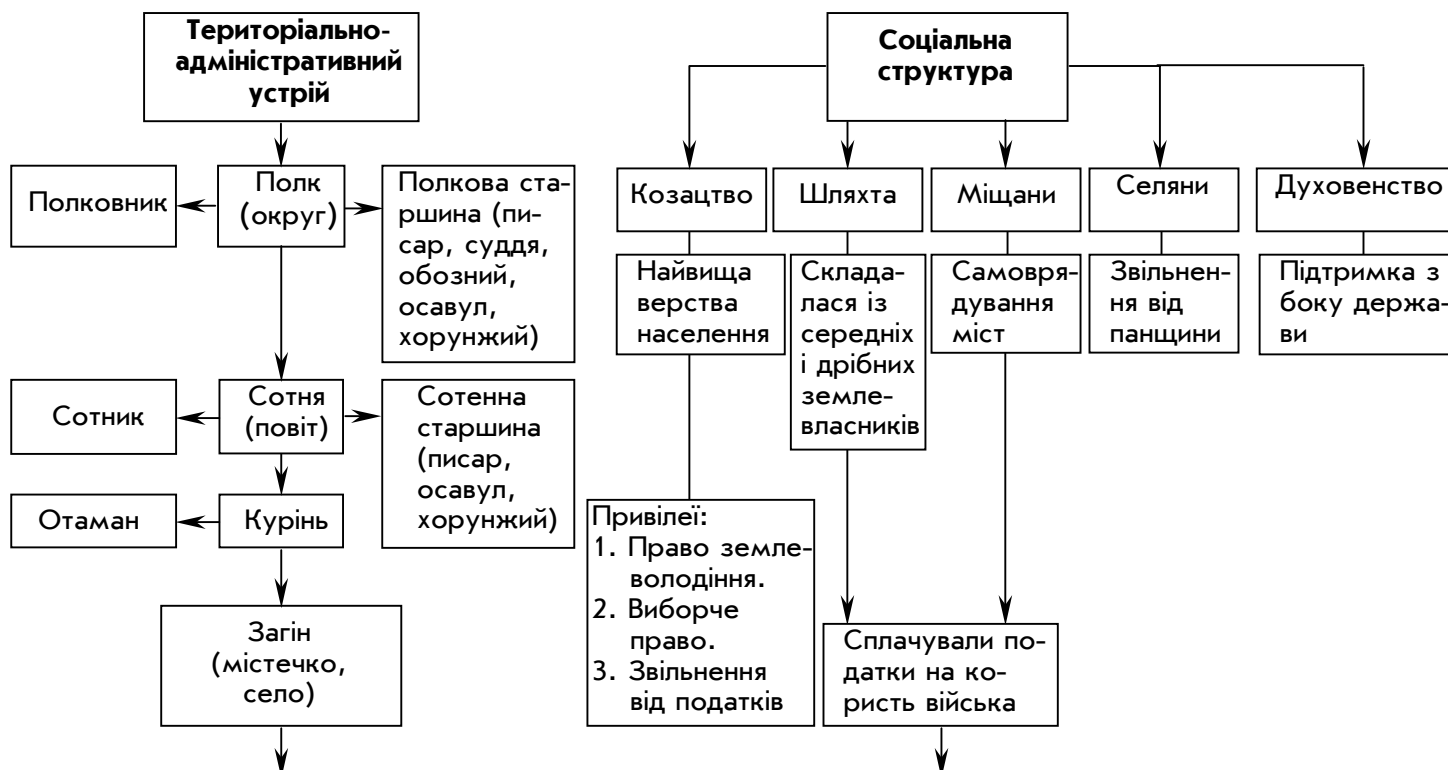 Територіально-
адміністративний
устрій
Полковник
Полк
(округ)
Полкова ста-
ршина (пи-
сар, суддя,
обозний,
осавул,
хорунжий)
Сотник
Сотня
(повіт)
Сотенна
старшина
(писар,
осавул,
хорунжий)
Отаман
Курінь
Загін
(містечко,
село)
Соціальна
структура
Козацтво
Шляхта
Міщани
Селяни
Духовенство
Найвища
верства
населення
Склада-
лася із
середніх
і дрібних
земле-
власників
Самовря-
дування
міст
Звільнен-
ня від
панщини
Підтримка з
боку держа-
ви
Привілеї:
1. Право земле-
володіння.
2. Виборче
право.
3. Звільнення
від податків
Сплачували по-
датки на ко-
ристь війська